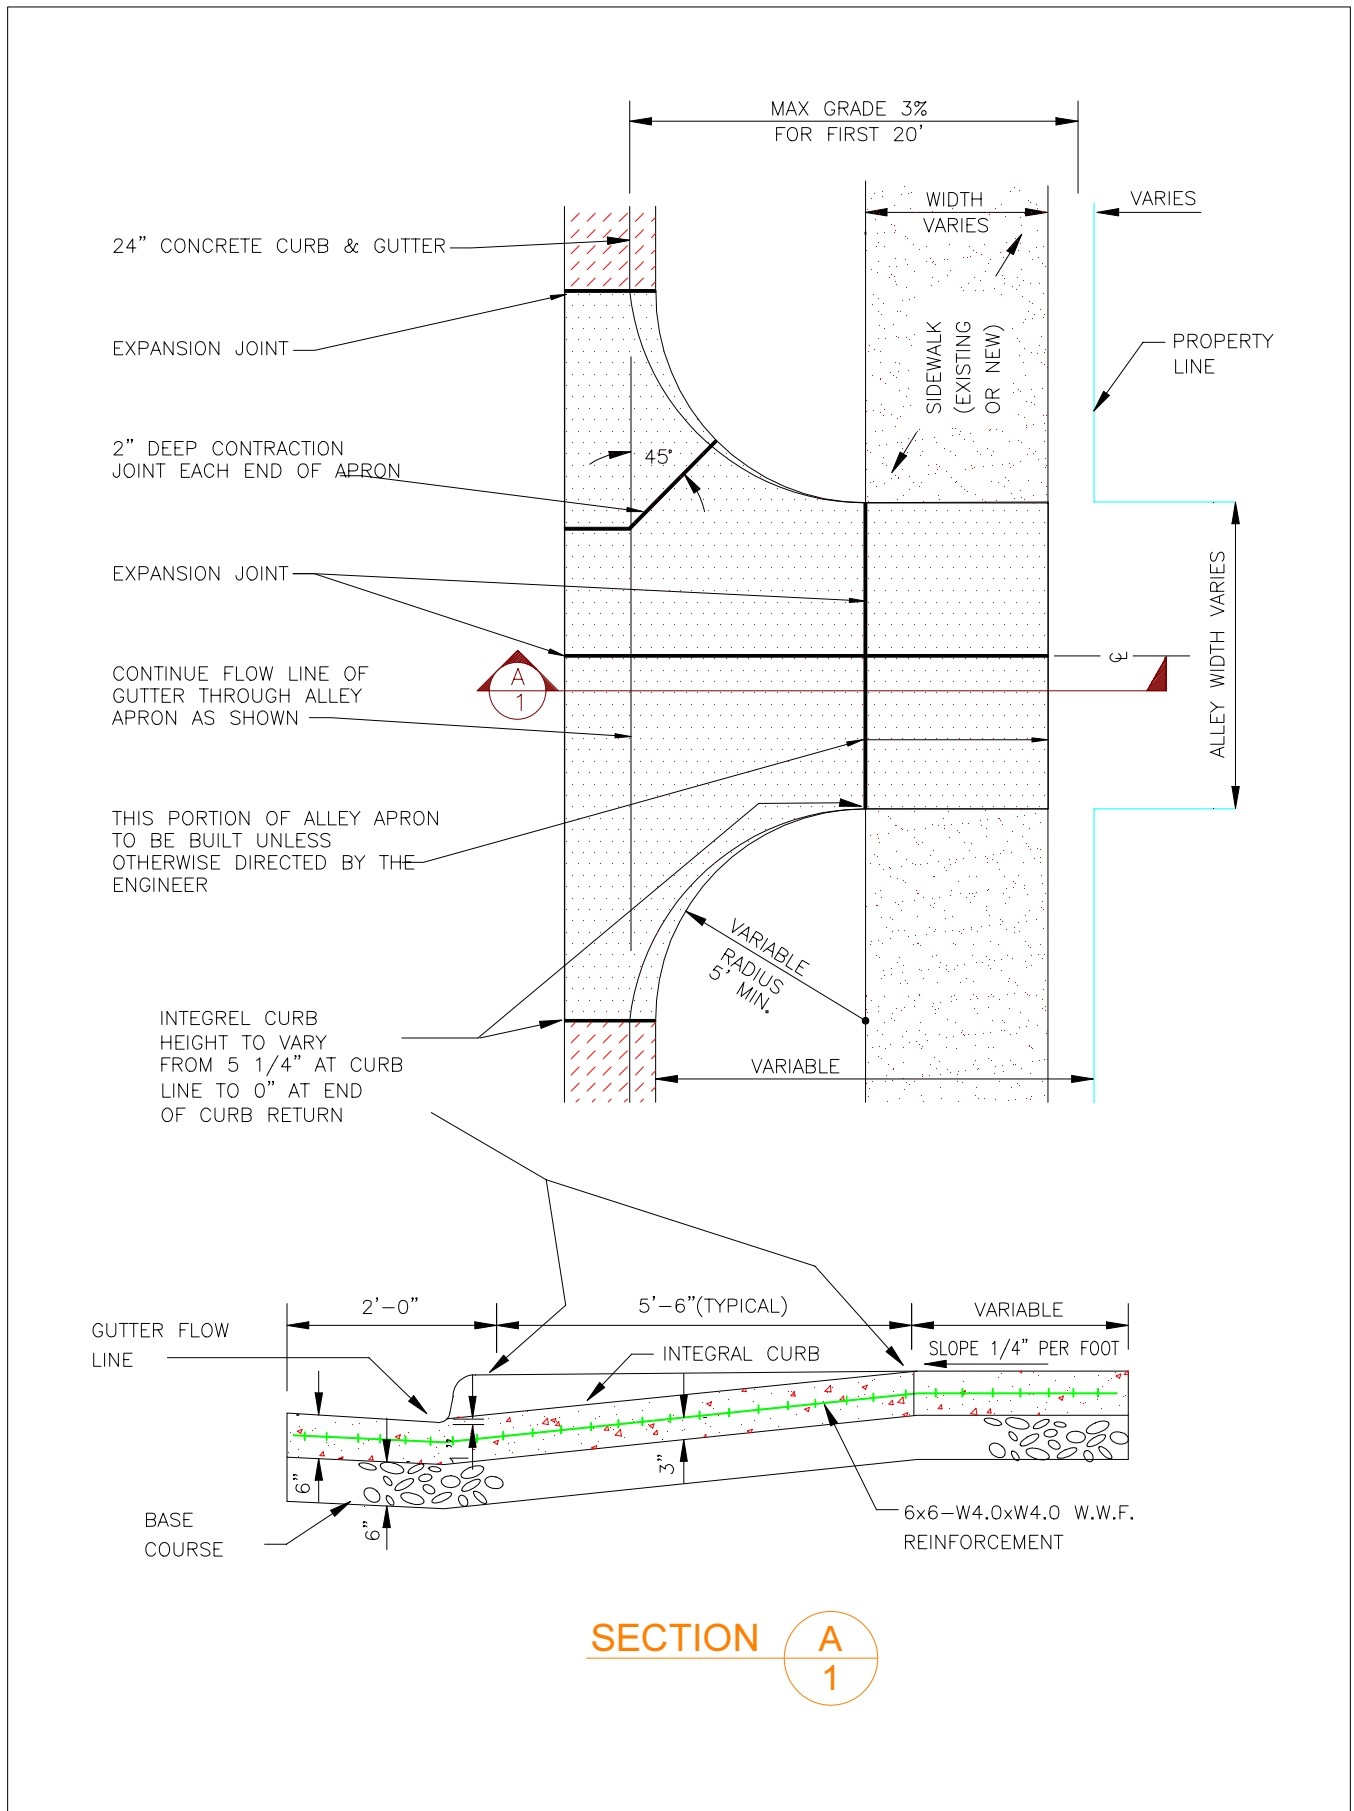 MAX GRADE 3%
FOR FIRST 20'
WIDTH
VARIES
VARIES
24" CONCRETE CURB & GUTTER
EXPANSION JOINT
SIDEWALK
(EXISTING
OR NEW)
PROPERTY
LINE
2" DEEP CONTRACTION
JOINT EACH END OF APRON
45°
EXPANSION JOINT
ALLEY WIDTH VARIES
CONTINUE FLOW LINE OF
GUTTER THROUGH ALLEY
APRON AS SHOWN
A
1
℄
THIS PORTION OF ALLEY APRON
TO BE BUILT UNLESS
OTHERWISE DIRECTED BY THE
ENGINEER
VARIABLE
RADIUS
5' MIN.
INTEGREL CURB
HEIGHT TO VARY
FROM 5 1/4" AT CURB
LINE TO 0" AT END
OF CURB RETURN
VARIABLE
2'-0"
5'-6"(TYPICAL)
VARIABLE
GUTTER FLOW
LINE
INTEGRAL CURB
SLOPE 1/4" PER FOOT
1"
3"
6"
6"
BASE
COURSE
6x6-W4.0xW4.0 W.W.F.
REINFORCEMENT
SECTION
A
1